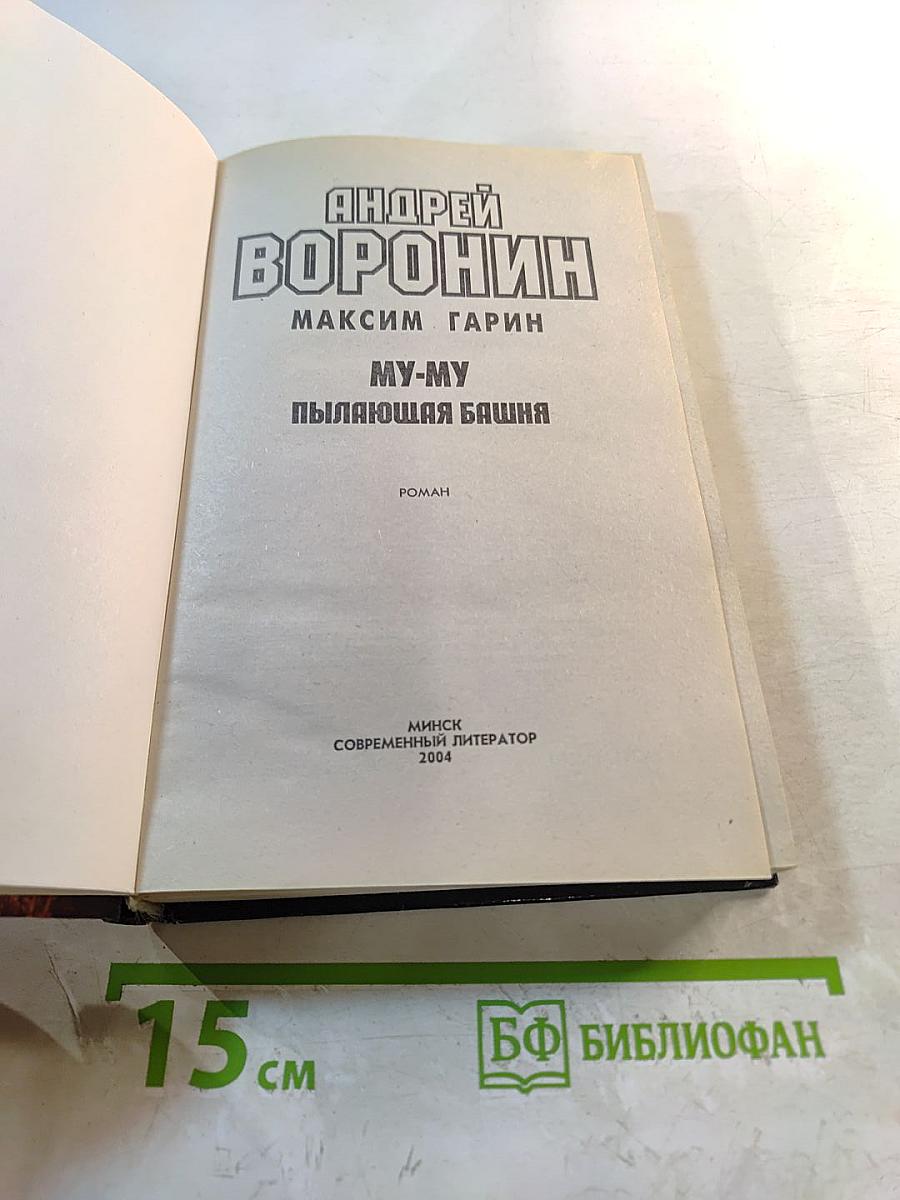 АНДРЕЙ
ВОРОНИН
МАКСИМ ГАРИН
МУ-МУ
ПЫЛАЮЩАЯ БАШНЯ
РОМАН
МИНСК
СОВРЕМЕННЫЙ ЛИТЕРАТОР
2004
15 см
БФ БИБЛИОФАН